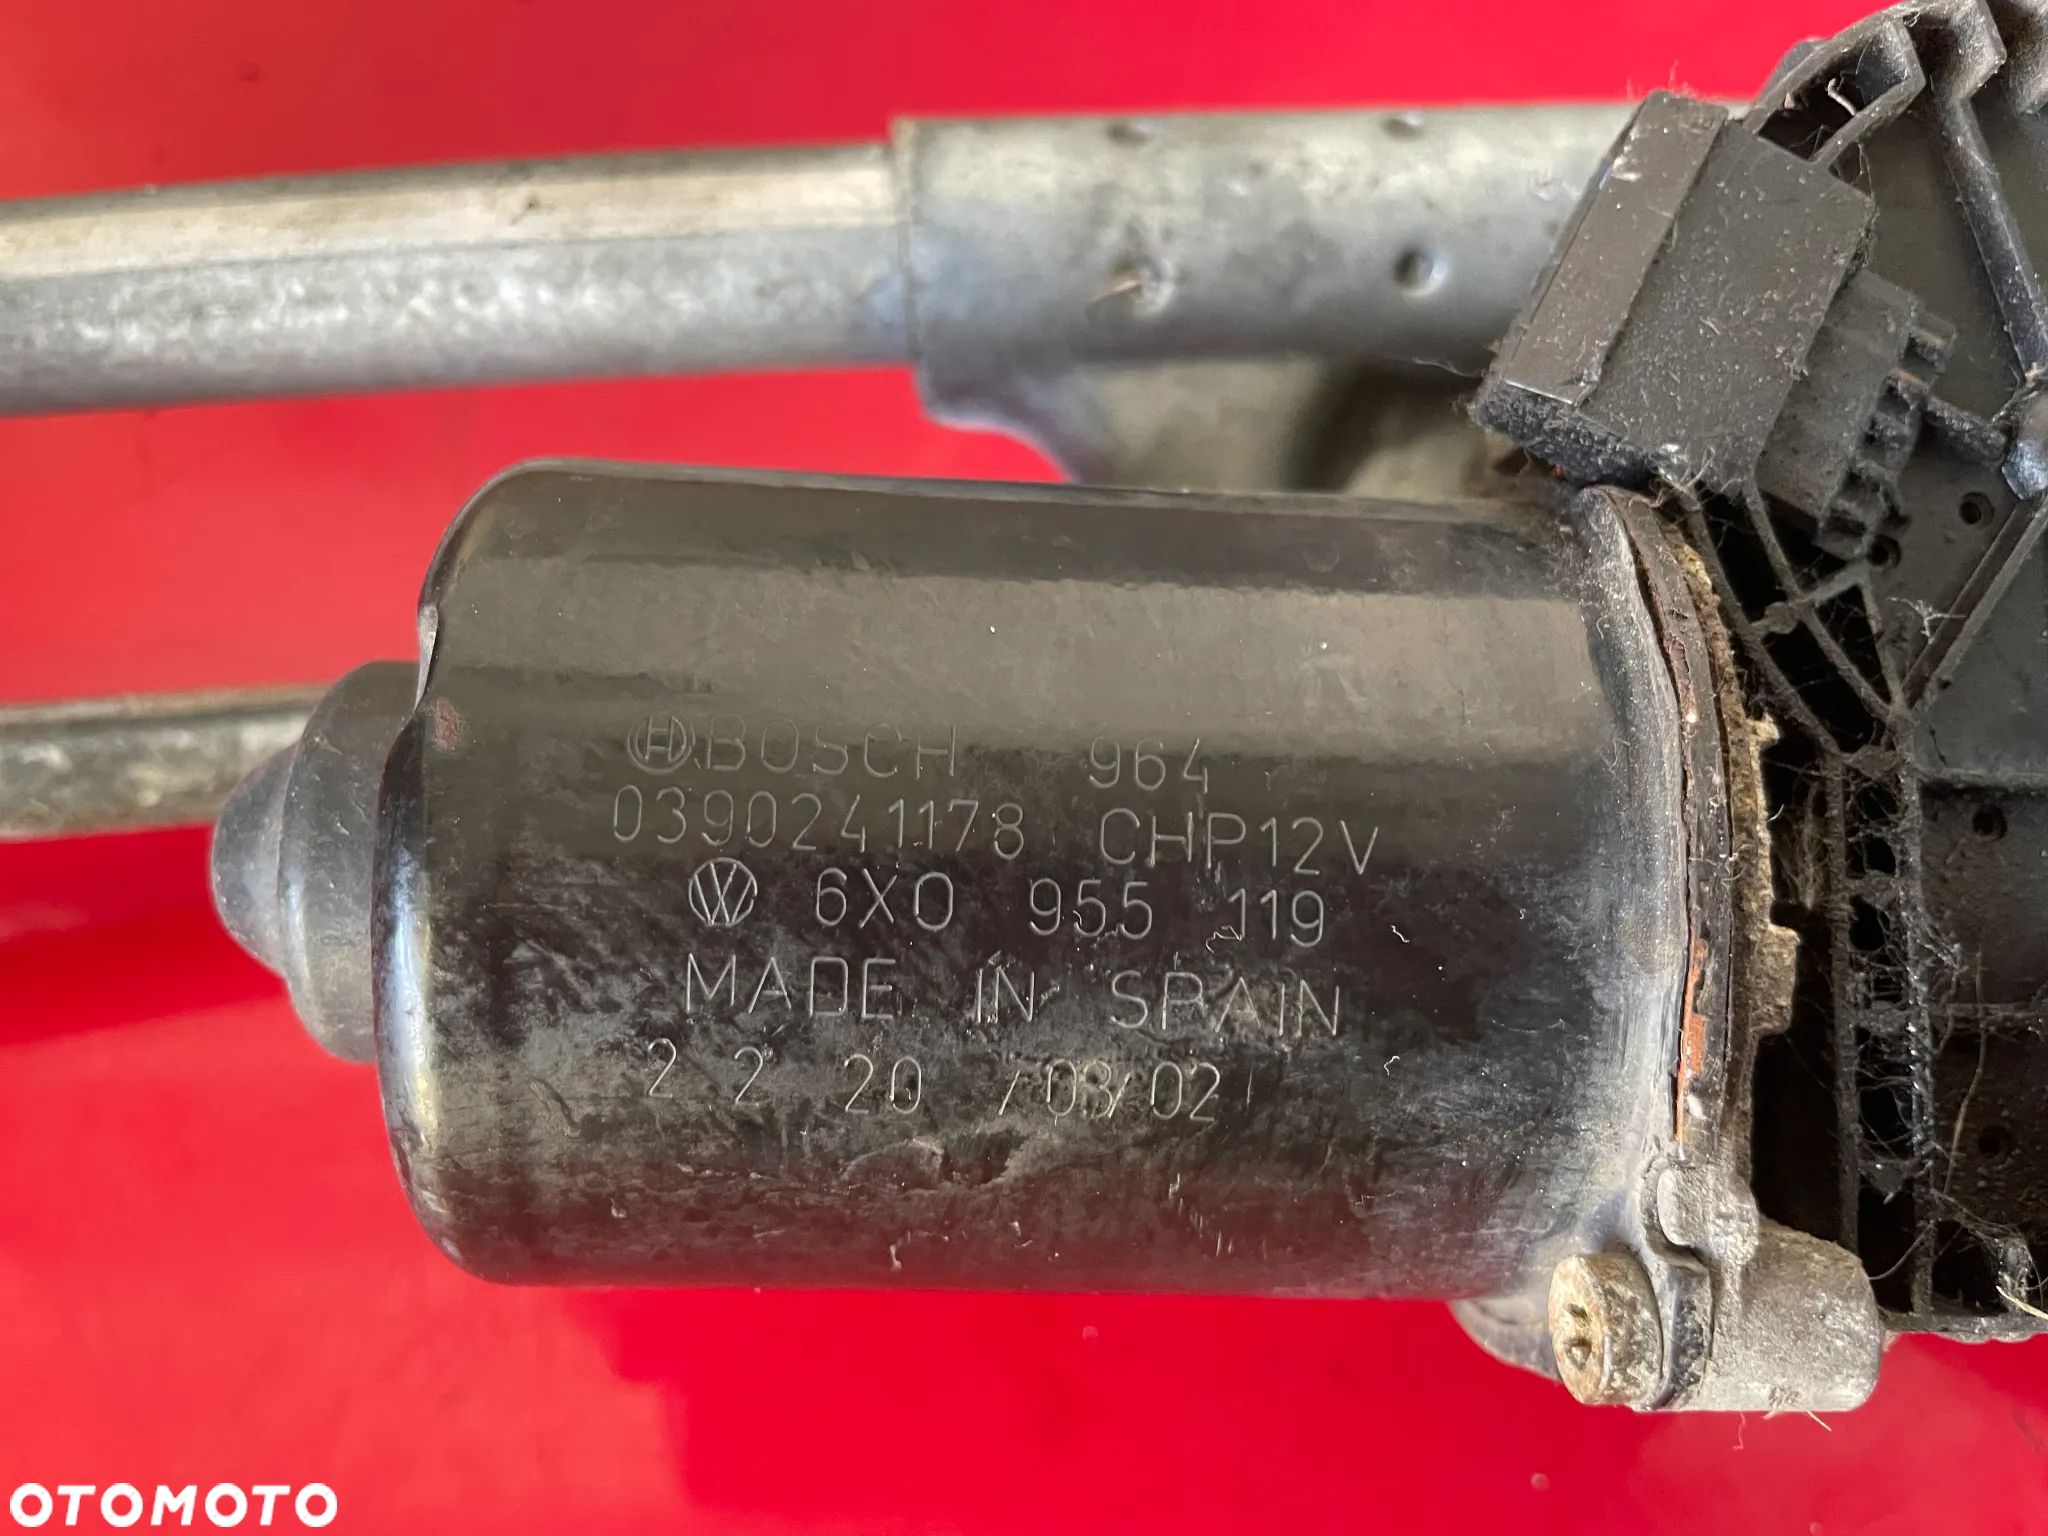 BOSCH 964
0390241178 CHP12V
6X0 955 119
MADE IN SPAIN
2 2 20 /03/02
OTOMOTO